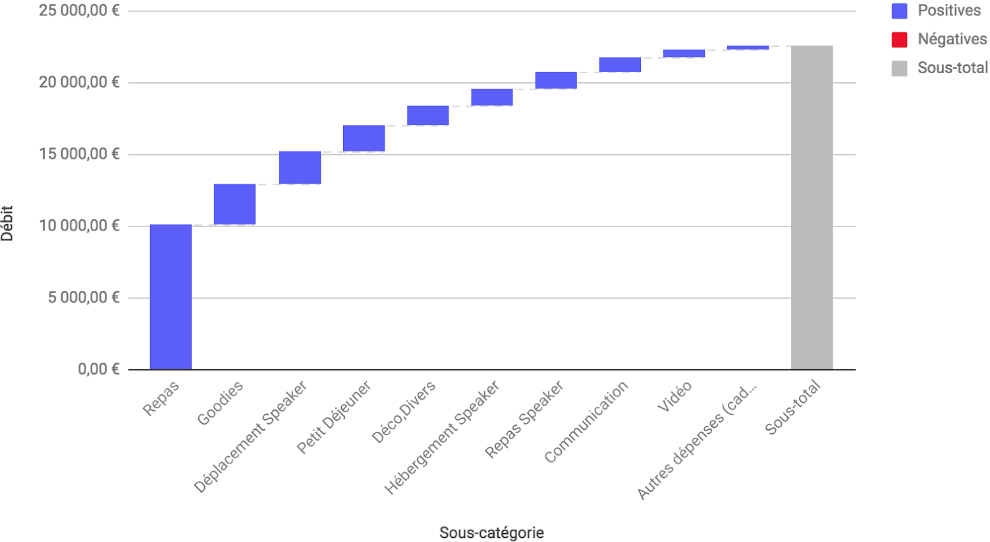 25 000,00 €
20 000,00 €
15 000,00 €
10 000,00 €
5 000,00 €
0,00 €
Débit
Repas
Goodies
Déplacement Speaker
Petit Déjeuner
Déco,Divers
Hébergement Speaker
Repas Speaker
Communication
Vidéo
Autres dépenses (cad...
Sous-total
Sous-catégorie
Positives
Négatives
Sous-total